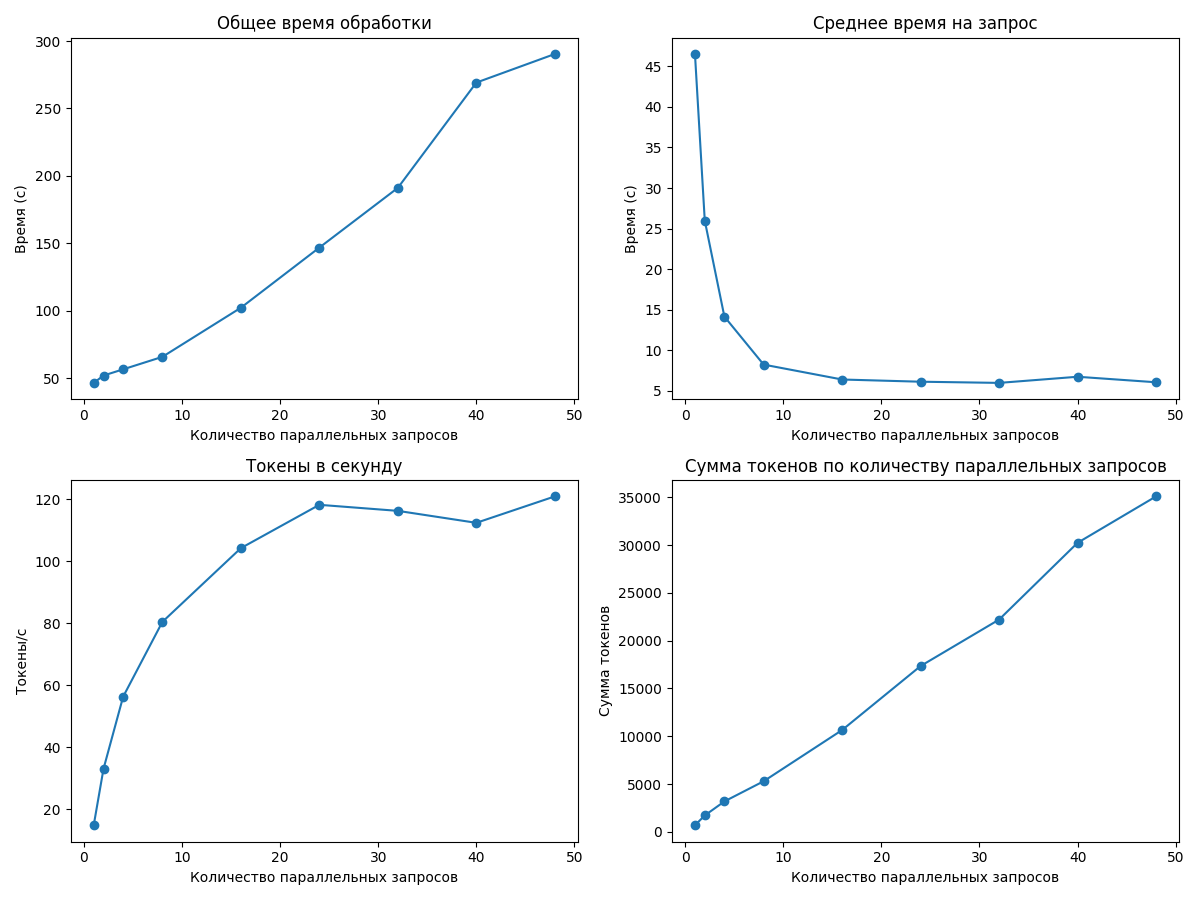 Общее время обработки
300
250
200
150
100
50
Время (с)
0 10 20 30 40 50
Количество параллельных запросов
Среднее время на запрос
45
40
35
30
25
20
15
10
5
Время (с)
0 10 20 30 40 50
Количество параллельных запросов
Токены в секунду
120
100
80
60
40
20
Токены/с
0 10 20 30 40 50
Количество параллельных запросов
Сумма токенов по количеству параллельных запросов
35000
30000
25000
20000
15000
10000
5000
0
Сумма токенов
0 10 20 30 40 50
Количество параллельных запросов